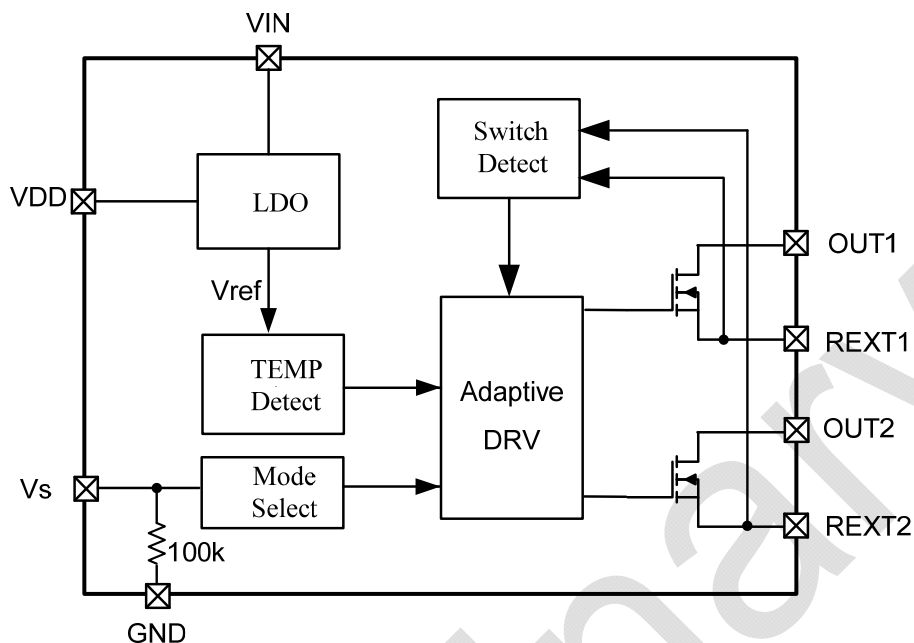 VIN
Switch
Detect
VDD
LDO
OUT1
Vref
REXT1
TEMP
Detect
Adaptive
DRV
OUT2
Vs
Mode
Select
REXT2
100k
GND